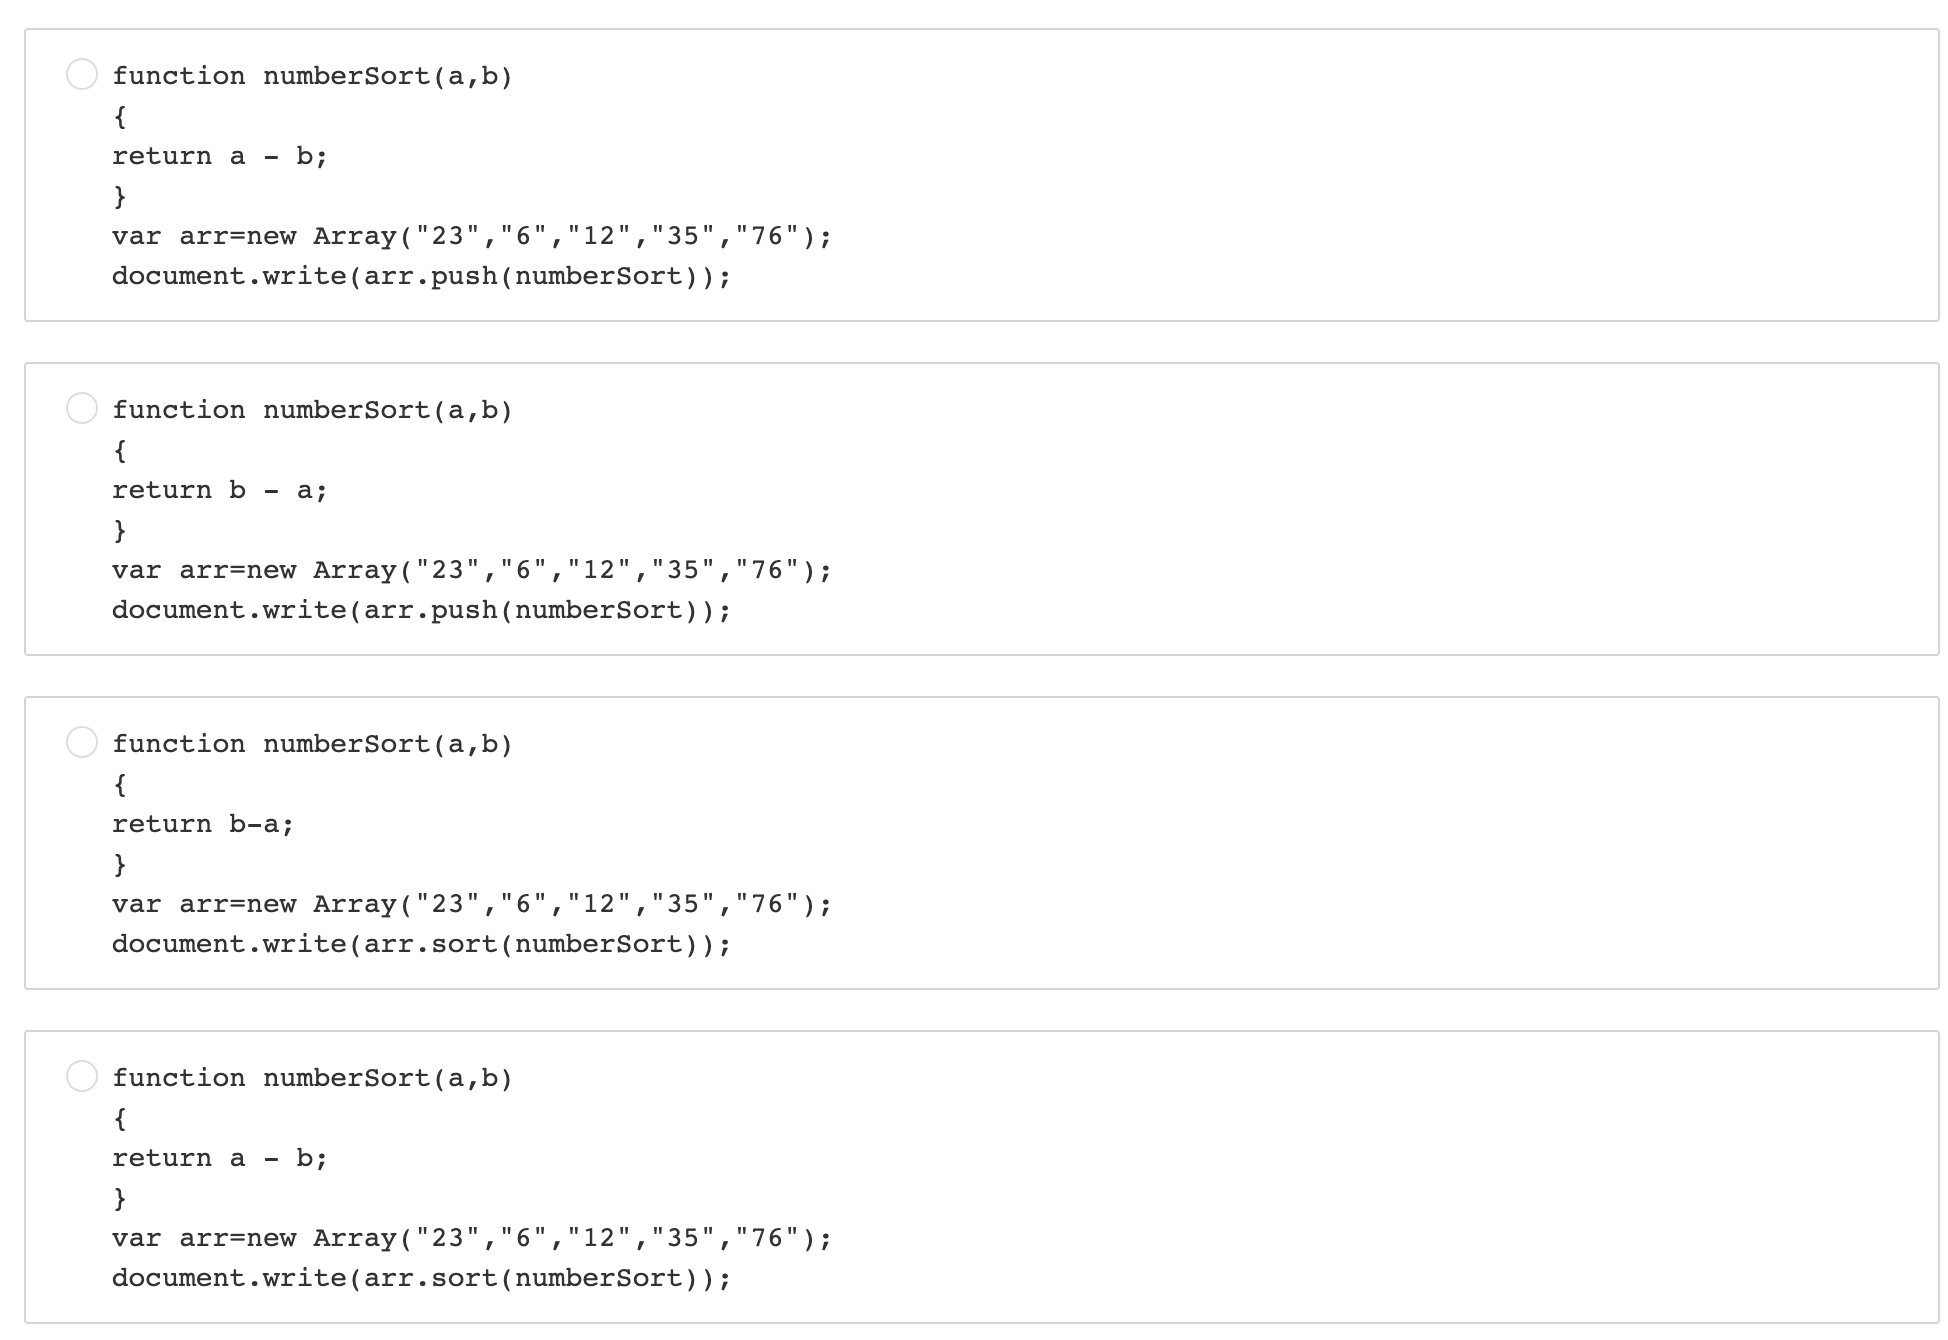 function numberSort(a,b)
{
return a - b;
}
var arr=new Array("23","6","12","35","76");
document.write(arr.push(numberSort));
function numberSort(a,b)
{
return b - a;
}
var arr=new Array("23","6","12","35","76");
document.write(arr.push(numberSort));
function numberSort(a,b)
{
return b-a;
}
var arr=new Array("23","6","12","35","76");
document.write(arr.sort(numberSort));
function numberSort(a,b)
{
return a - b;
}
var arr=new Array("23","6","12","35","76");
document.write(arr.sort(numberSort));